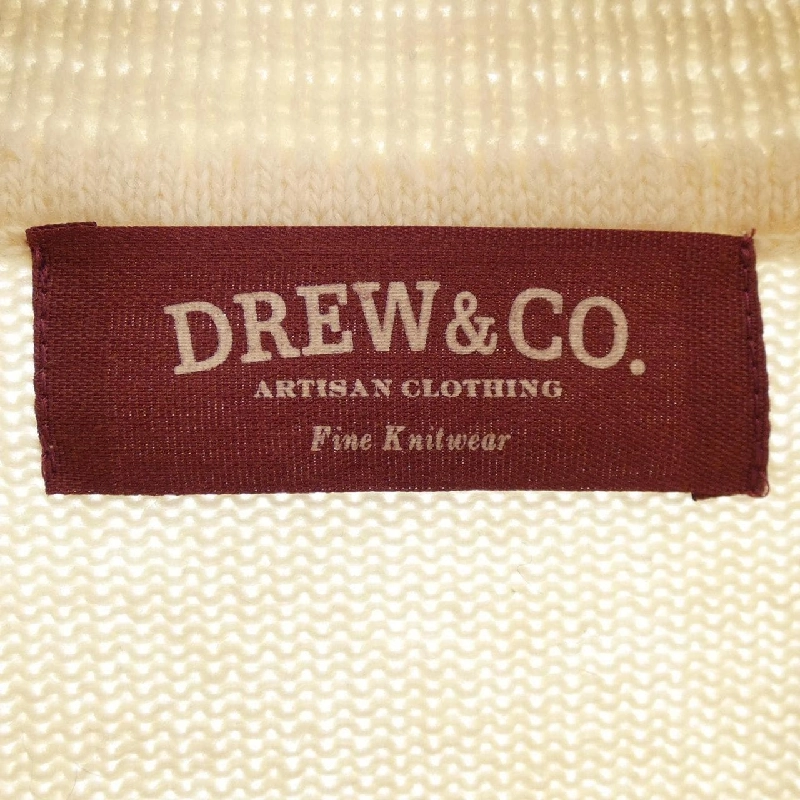 DREW & CO.
ARTISAN CLOTHING
Fine Knitwear